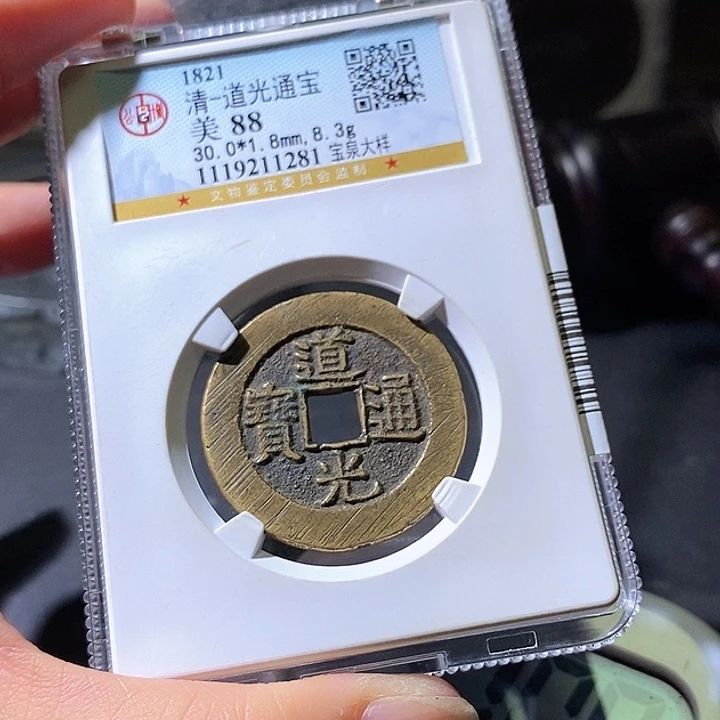 1821
清-道光通宝
美 88
30.0*1.8mm, 8.3g
1119211281 宝泉大样
文物鉴定委员会监制
道光通寶